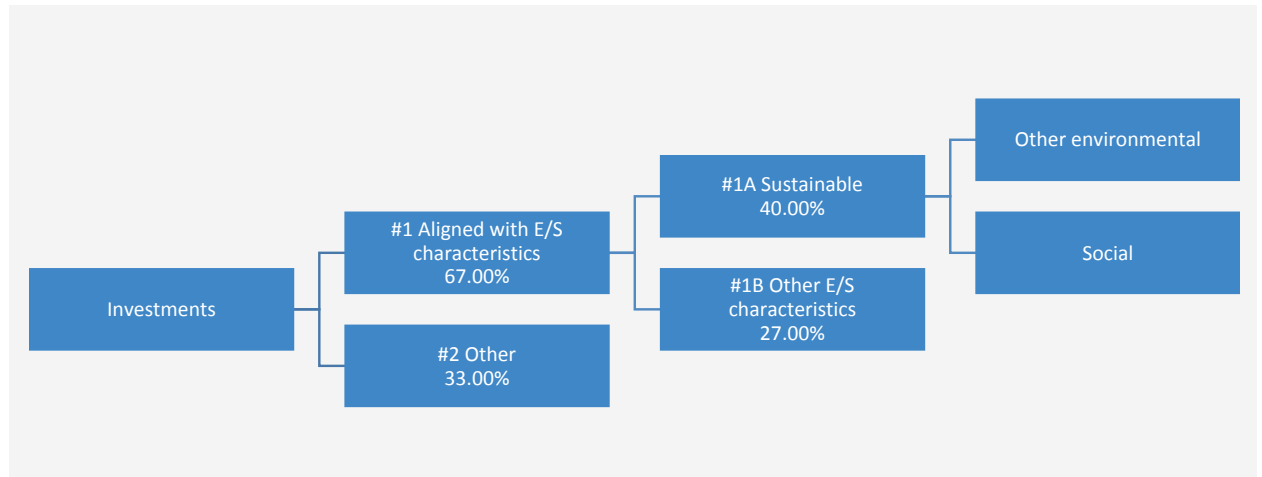 Investments
#1 Aligned with E/S
characteristics
67.00%
#2 Other
33.00%
#1A Sustainable
40.00%
#1B Other E/S
characteristics
27.00%
Other environmental
Social